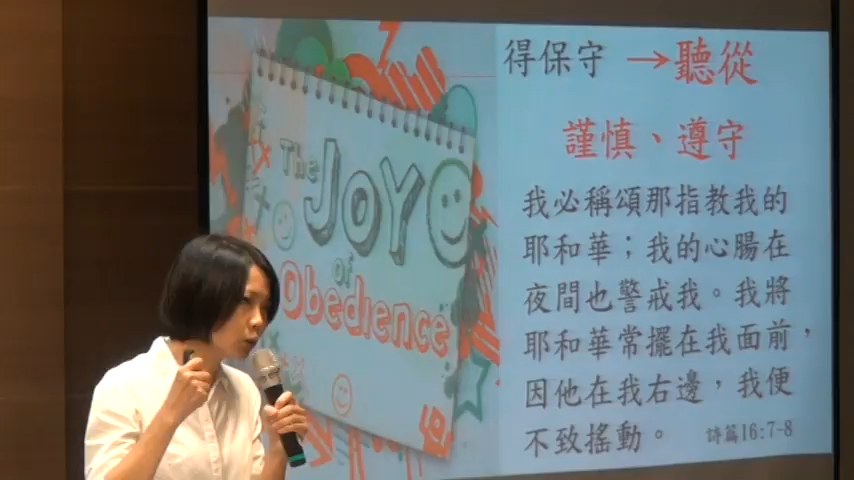 The
JOY
of
Obedience
得保守 →聽從
謹慎、遵守
我必稱頌那指教我的
耶和華；我的心腸在
夜間也警戒我。我將
耶和華常擺在我面前，
因他在我右邊，我便
不致搖動。 詩篇16:7-8